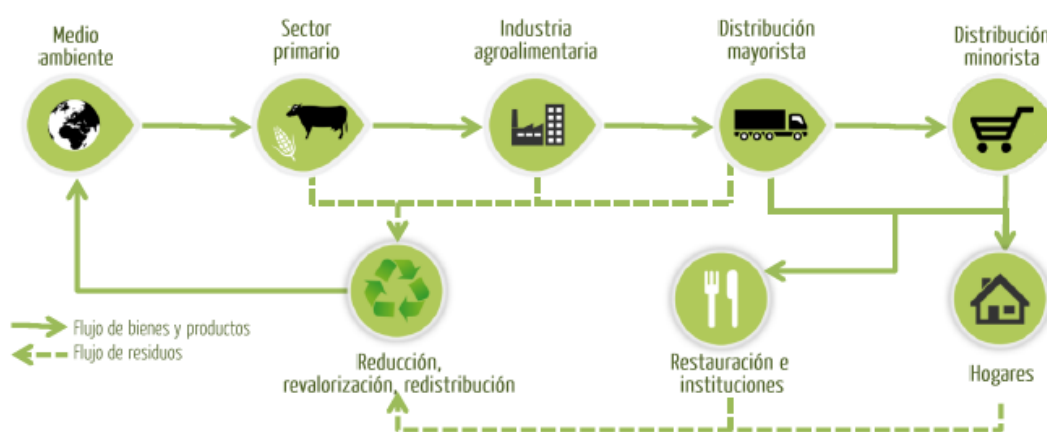 Medio
ambiente
Sector
primario
Industria
agroalimentaria
Distribución
mayorista
Distribución
minorista
Flujo de bienes y productos
Flujo de residuos
Reducción,
revalorización, redistribución
Restauración e
instituciones
Hogares